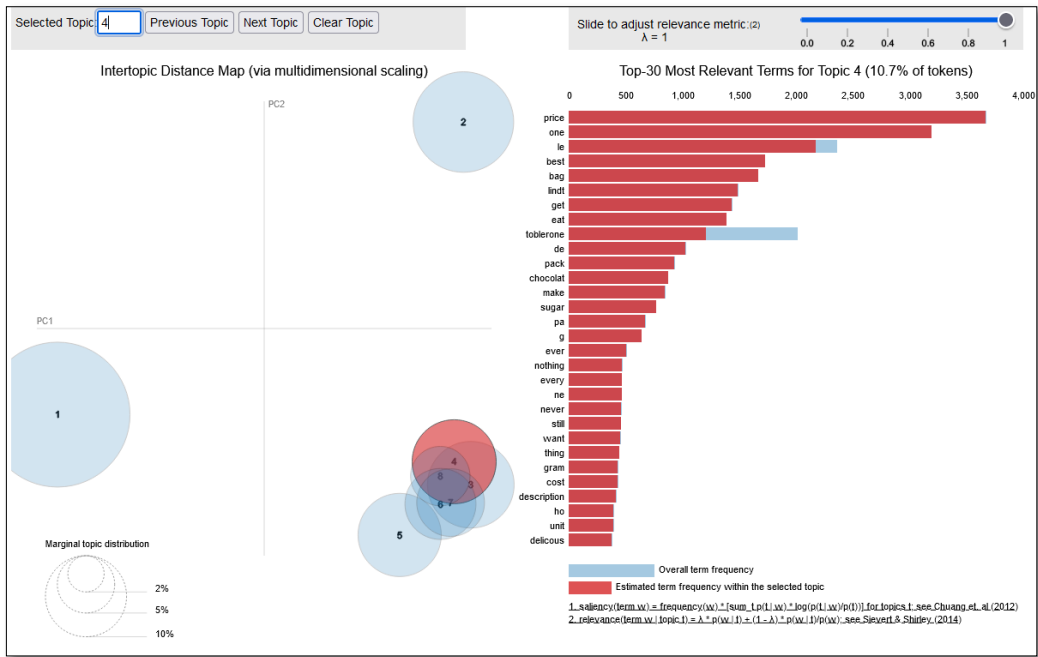 Selected Topic: 4 Previous Topic Next Topic Clear Topic
Slide to adjust relevance metric:(2)
λ = 1
0.0 0.2 0.4 0.6 0.8 1
Intertopic Distance Map (via multidimensional scaling)
PC2
PC1
2
1
4
8
3
6
7
5
Marginal topic distribution
2%
5%
10%
Top-30 Most Relevant Terms for Topic 4 (10.7% of tokens)
0 500 1,000 1,500 2,000 2,500 3,000 3,500 4,000
price
one
le
best
bag
lindt
get
eat
toblerone
de
pack
chocolat
make
sugar
pa
g
ever
nothing
every
ne
never
still
want
thing
gram
cost
description
ho
unit
delicous
Overall term frequency
Estimated term frequency within the selected topic
1. saliency(term w) = frequency(w) * [sum_t p(t | w) * log(p(t | w)/p(t))] for topics t; see Chuang et. al (2012)
2. relevance(term w | topic t) = λ * p(w | t) + (1 - λ) * p(w | t)/p(w); see Sievert & Shirley (2014)